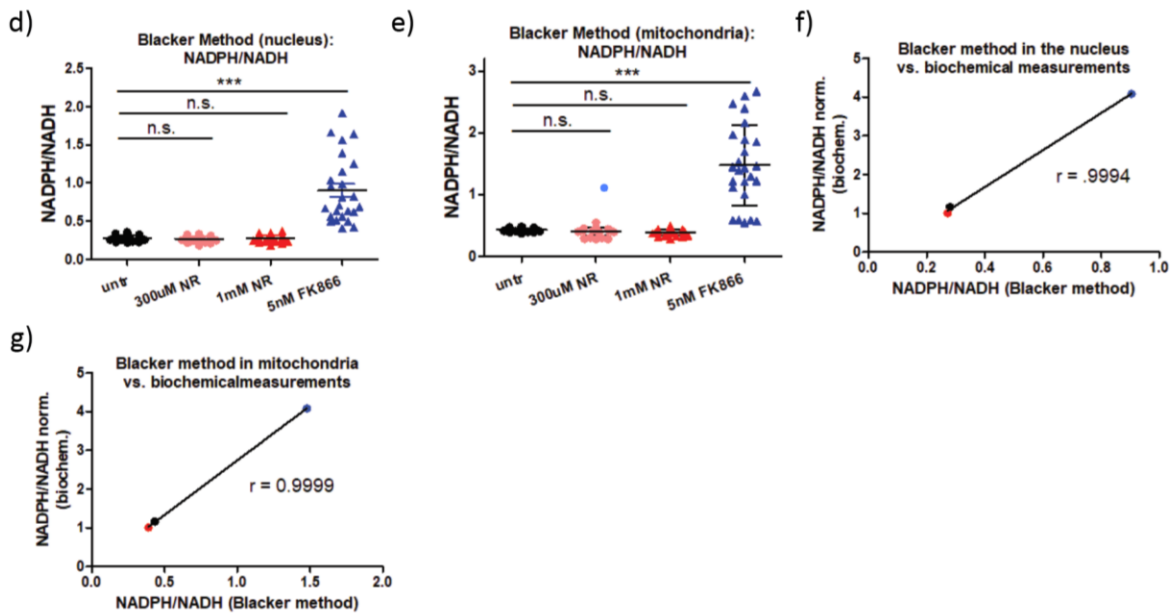 d)
Blacker Method (nucleus):
NADPH/NADH
NADPH/NADH
2.5
2.0
1.5
1.0
0.5
0.0
***
n.s.
n.s.
untr
300uM NR
1mM NR
5nM FK866
e)
Blacker Method (mitochondria):
NADPH/NADH
NADPH/NADH
3
2
1
0
***
n.s.
n.s.
untr
300uM NR
1mM NR
5nM FK866
f)
Blacker method in the nucleus
vs. biochemical measurements
NADPH/NADH norm.
(biochem.)
5
4
3
2
1
0
r = .9994
0.0 0.2 0.4 0.6 0.8 1.0
NADPH/NADH (Blacker method)
g)
Blacker method in mitochondria
vs. biochemicalmeasurements
NADPH/NADH norm.
(biochem.)
5
4
3
2
1
0
r = 0.9999
0.0 0.5 1.0 1.5 2.0
NADPH/NADH (Blacker method)